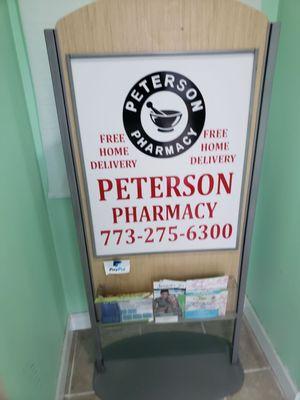 PETERSON
PHARMACY
FREE
HOME
DELIVERY
FREE
HOME
DELIVERY
PETERSON
PHARMACY
773-275-6300
PayPal